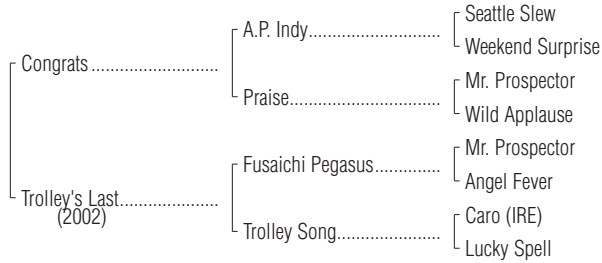 Seattle Slew
A.P. Indy..................................
Weekend Surprise
Congrats ................................
Mr. Prospector
Praise.......................................
Wild Applause
Mr. Prospector
Fusaichi Pegasus.................
Angel Fever
Trolley's Last.........................
(2002)
Caro (IRE)
Trolley Song...........................
Lucky Spell